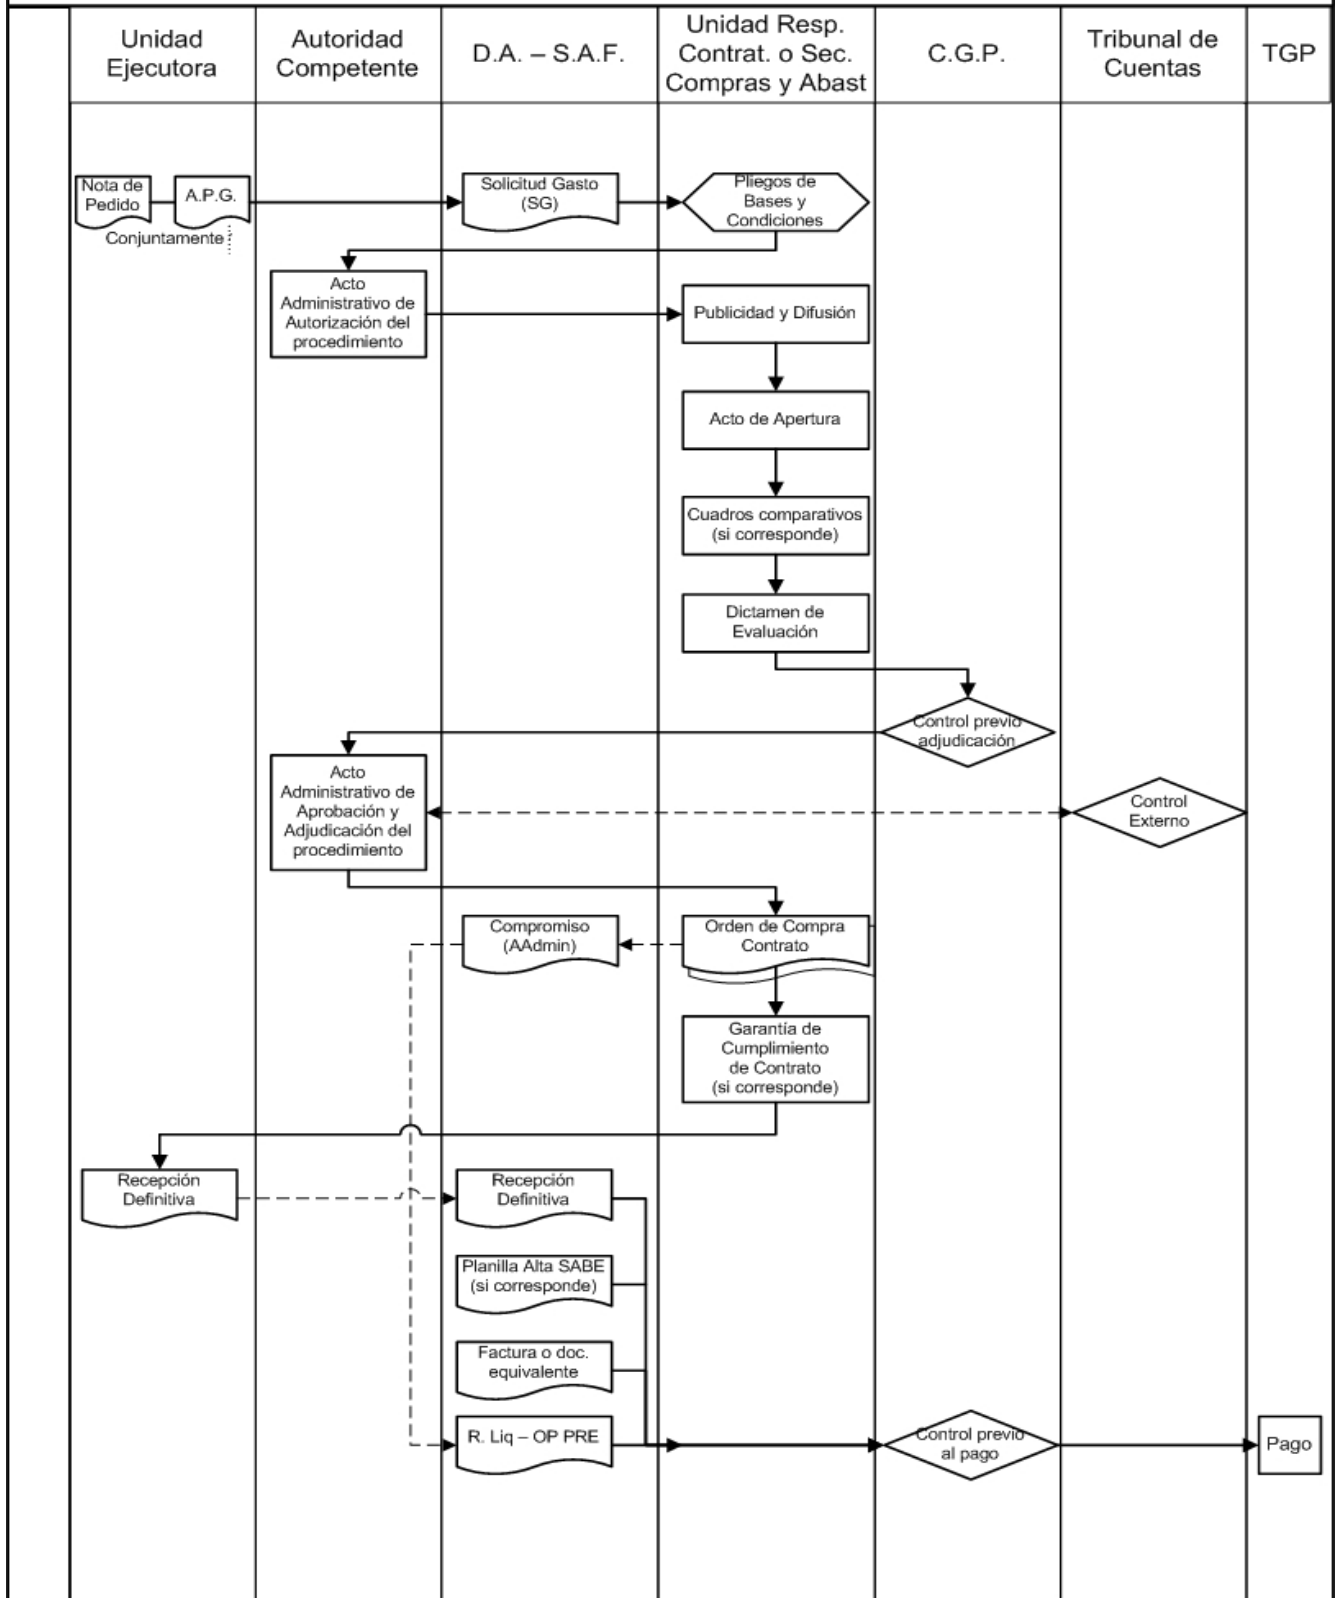 Unidad
Ejecutora
Autoridad
Competente
D.A. – S.A.F.
Unidad Resp.
Contrat. o Sec.
Compras y Abast
C.G.P.
Tribunal de
Cuentas
TGP
Nota de
Pedido
A.P.G.
Conjuntamente
Solicitud Gasto
(SG)
Pliegos de
Bases y
Condiciones
Acto
Administrativo de
Autorización del
procedimiento
Publicidad y Difusión
Acto de Apertura
Cuadros comparativos
(si corresponde)
Dictamen de
Evaluación
Control previo
adjudicación
Acto
Administrativo de
Aprobación y
Adjudicación del
procedimiento
Control
Externo
Compromiso
(AAdmin)
Orden de Compra
Contrato
Garantía de
Cumplimiento
de Contrato
(si corresponde)
Recepción
Definitiva
Recepción
Definitiva
Planilla Alta SABE
(si corresponde)
Factura o doc.
equivalente
R. Liq – OP PRE
Control previo
al pago
Pago